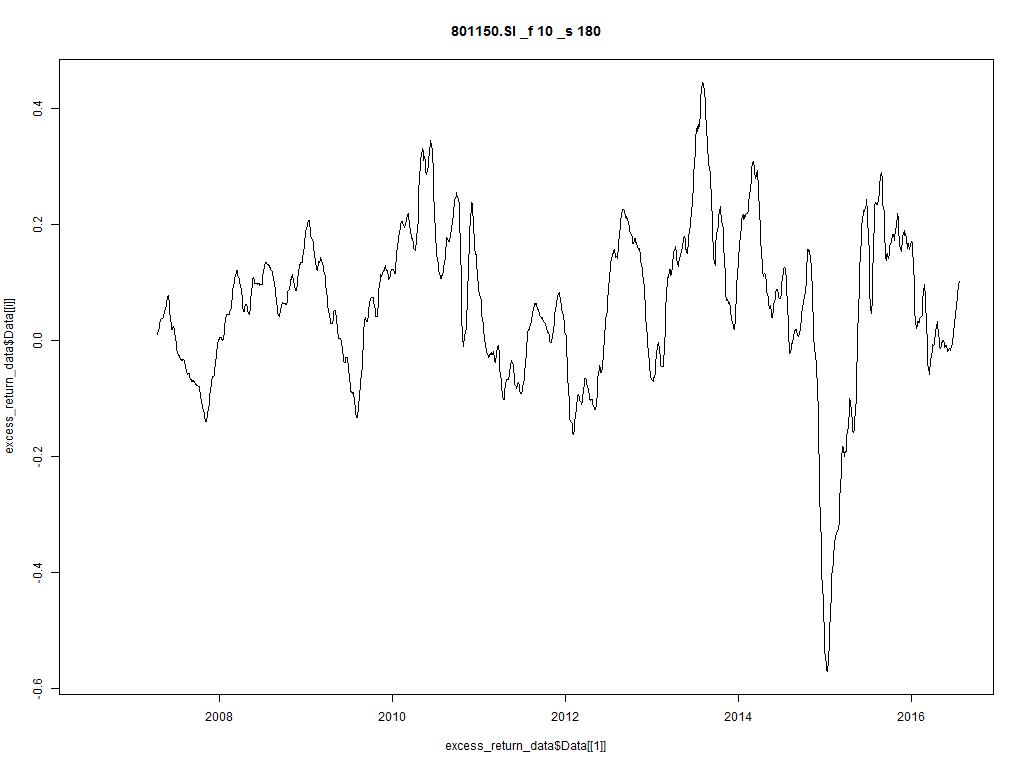 801150.SI _f 10 _s 180
excess_return_data$Data[[i]]
0.4
0.2
0.0
-0.2
-0.4
-0.6
2008 2010 2012 2014 2016
excess_return_data$Data[[1]]